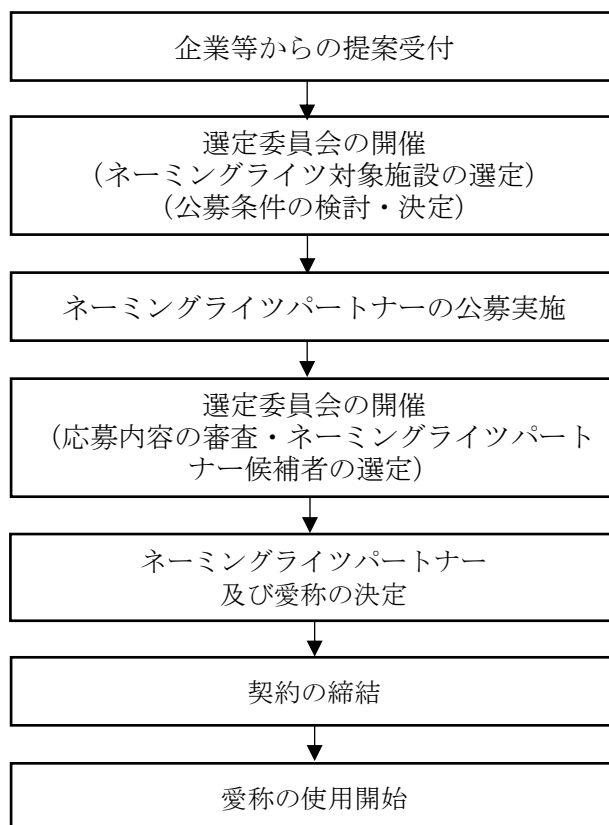 企業等からの提案受付
選定委員会の開催
（ネーミングライツ対象施設の選定）
（公募条件の検討・決定）
ネーミングライツパートナーの公募実施
選定委員会の開催
（応募内容の審査・ネーミングライツパート
ナー候補者の選定）
ネーミングライツパートナー
及び愛称の決定
契約の締結
愛称の使用開始